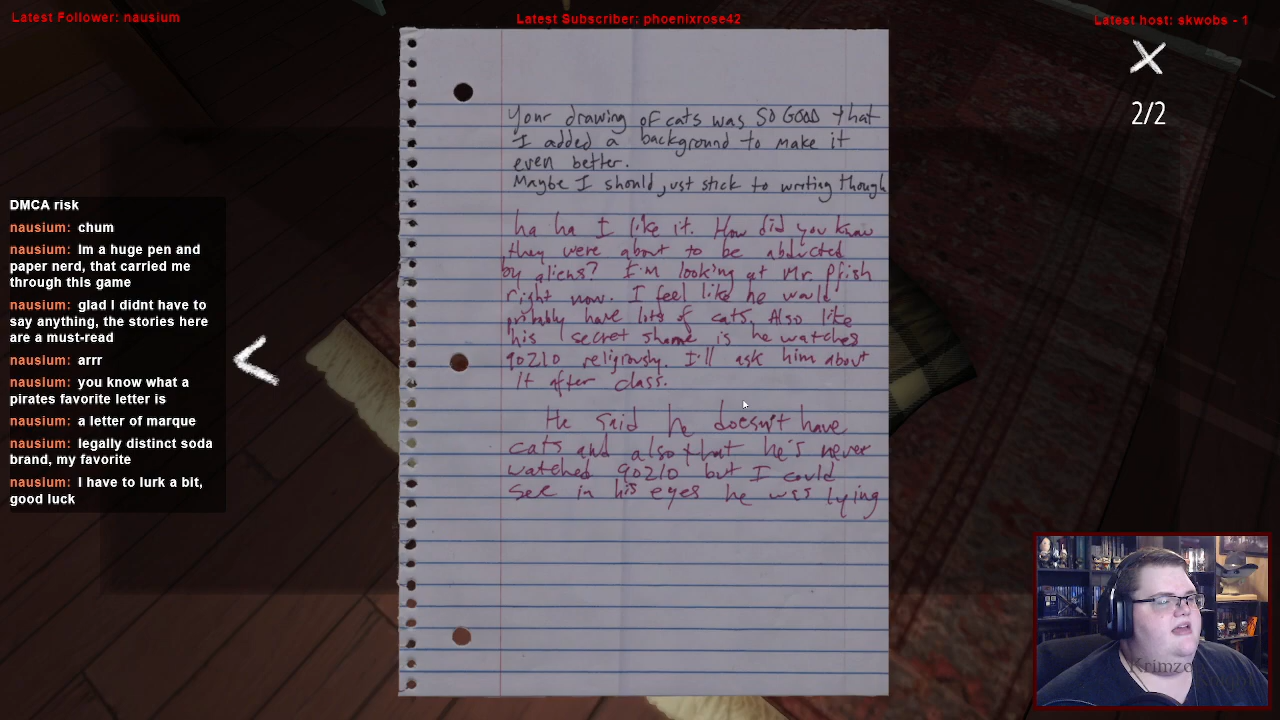 Latest Follower: nausium
Latest Subscriber: phoenixrose42
Latest host: skwobs - 1
2/2
Your drawing of cats was SO GOOD that
I added a background to make it
even better.
Maybe I should just stick to writing though
ha ha I like it. How did you know
they were about to be abducted
by aliens? I'm looking at Mr. Pfish
right now. I feel like he would
probably have lots of cats. Also like
his secret shame is he watches
90210 religiously. I'll ask him about
it after class.
He said he doesn't have
cats and also that he's never
watched 90210 but I could
see in his eyes he was lying
DMCA risk
nausium: chum
nausium: Im a huge pen and
paper nerd, that carried me
through this game
nausium: glad I didnt have to
say anything, the stories here
are a must-read
nausium: arrr
nausium: you know what a
pirates favorite letter is
nausium: a letter of marque
nausium: legally distinct soda
brand, my favorite
nausium: I have to lurk a bit,
good luck